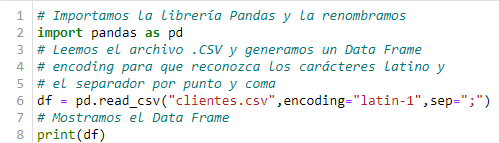 1 # Importamos la librería Pandas y la renombramos
2 import pandas as pd
3 # Leemos el archivo .CSV y generamos un Data Frame
4 # encoding para que reconozca los carácteres latino y
5 # el separador por punto y coma
6 df = pd.read_csv("clientes.csv",encoding="latin-1",sep=";")
7 # Mostramos el Data Frame
8 print(df)